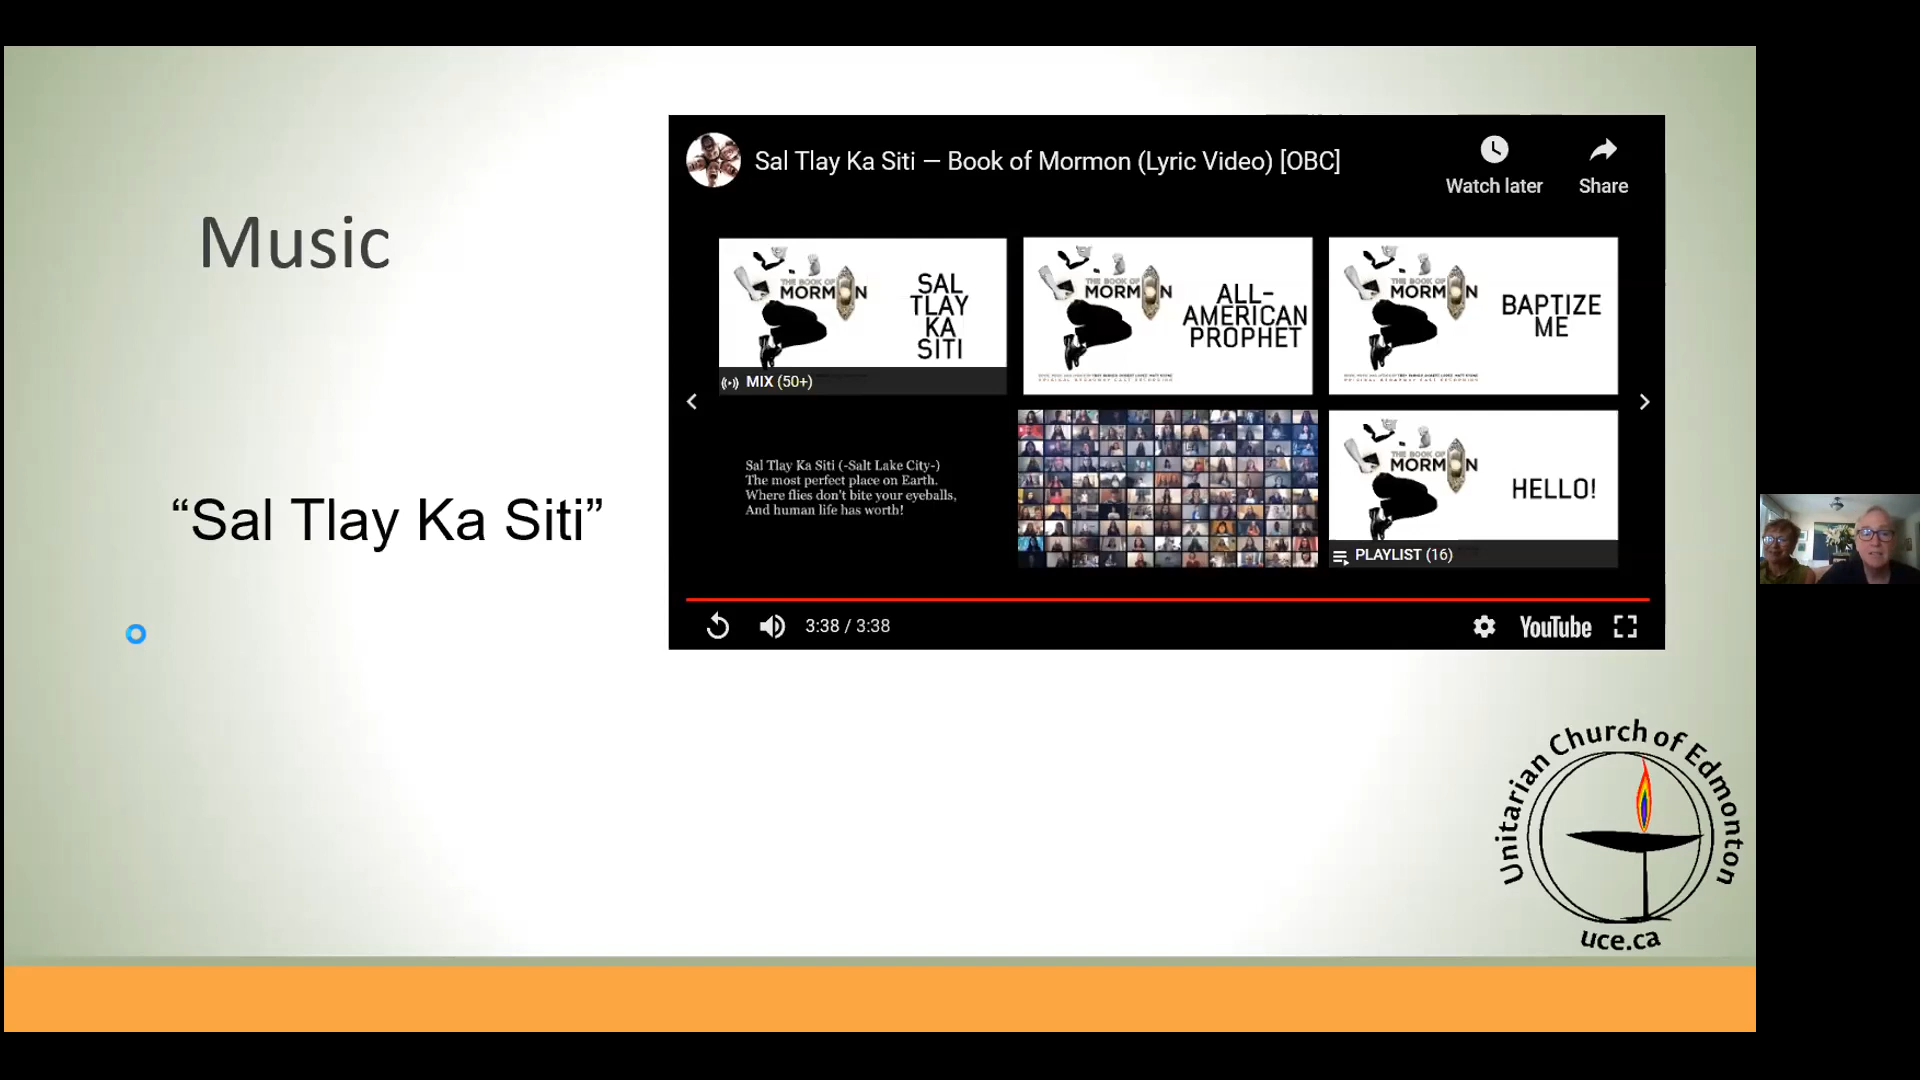 Music
“Sal Tlay Ka Siti”
Sal Tlay Ka Siti – Book of Mormon (Lyric Video) [OBC]
Watch later
Share
THE BOOK OF
MORMON
SAL
TLAY
KA
SITI
MIX (50+)
THE BOOK OF
MORMON
ALL-
AMERICAN
PROPHET
THE BOOK OF
MORMON
BAPTIZE
ME
Sal Tlay Ka Siti (-Salt Lake City-)
The most perfect place on Earth.
Where flies don't bite your eyeballs,
And human life has worth!
THE BOOK OF
MORMON
HELLO!
PLAYLIST (16)
3:38 / 3:38
YouTube
Unitarian Church of Edmonton
uce.ca